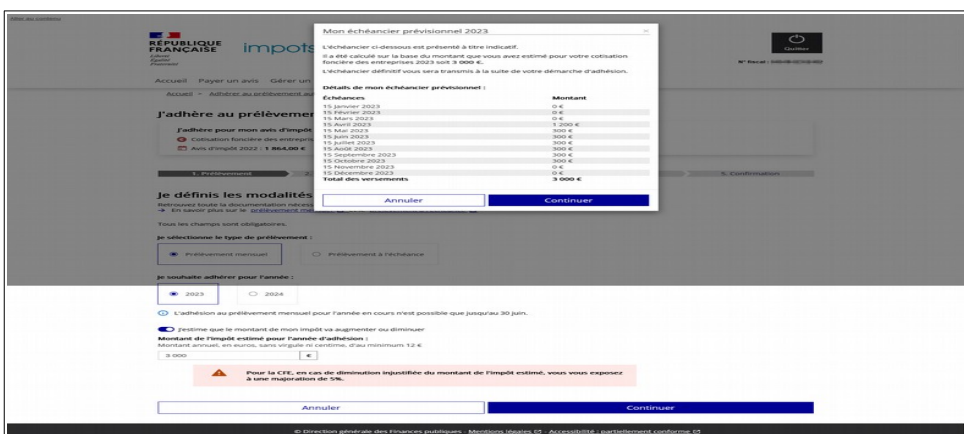 Aller au contenu
RÉPUBLIQUE
FRANÇAISE
Liberté
Égalité
Fraternité
impots
Quitter
N° fiscal :
Accueil Payer un avis Gérer un
Accueil > Adhérer au prélèvement au
J'adhère au prélèvemen
J'adhère pour mon avis d'impôt
Cotisation foncière des entrepris
Avis d'impôt 2022 : 1 864,00 €
1. Prélèvement 2. 5. Confirmation
Mon échéancier prévisionnel 2023 ×
L'échéancier ci-dessous est présenté à titre indicatif.
Il a été calculé sur la base du montant que vous avez estimé pour votre cotisation
foncière des entreprises 2023 soit 3 000 €.
L'échéancier définitif vous sera transmis à la suite de votre démarche d'adhésion.
Détails de mon échéancier prévisionnel :
Échéances Montant
15 Janvier 2023 0 €
15 Février 2023 0 €
15 Mars 2023 0 €
15 Avril 2023 1 200 €
15 Mai 2023 300 €
15 Juin 2023 300 €
15 Juillet 2023 300 €
15 Août 2023 300 €
15 Septembre 2023 300 €
15 Octobre 2023 300 €
15 Novembre 2023 0 €
15 Décembre 2023 0 €
Total des versements 3 000 €
Annuler Continuer
Je définis les modalités
Retrouvez toute la documentation nécess
→ En savoir plus sur le prélèvement me
Tous les champs sont obligatoires.
Je sélectionne le type de prélèvement :
Prélèvement mensuel Prélèvement à l'échéance
Je souhaite adhérer pour l'année :
2023 2024
L'adhésion au prélèvement mensuel pour l'année en cours n'est possible que jusqu'au 30 juin.
J'estime que le montant de mon impôt va augmenter ou diminuer
Montant de l'impôt estimé pour l'année d'adhésion :
Montant annuel, en euros, sans virgule ni centime, d'au minimum 12 €
3 000 €
Pour la CFE, en cas de diminution injustifiée du montant de l'impôt estimé, vous vous exposez
à une majoration de 5%.
Annuler Continuer
© Direction générale des Finances publiques - Mentions légales - Accessibilité : partiellement conforme